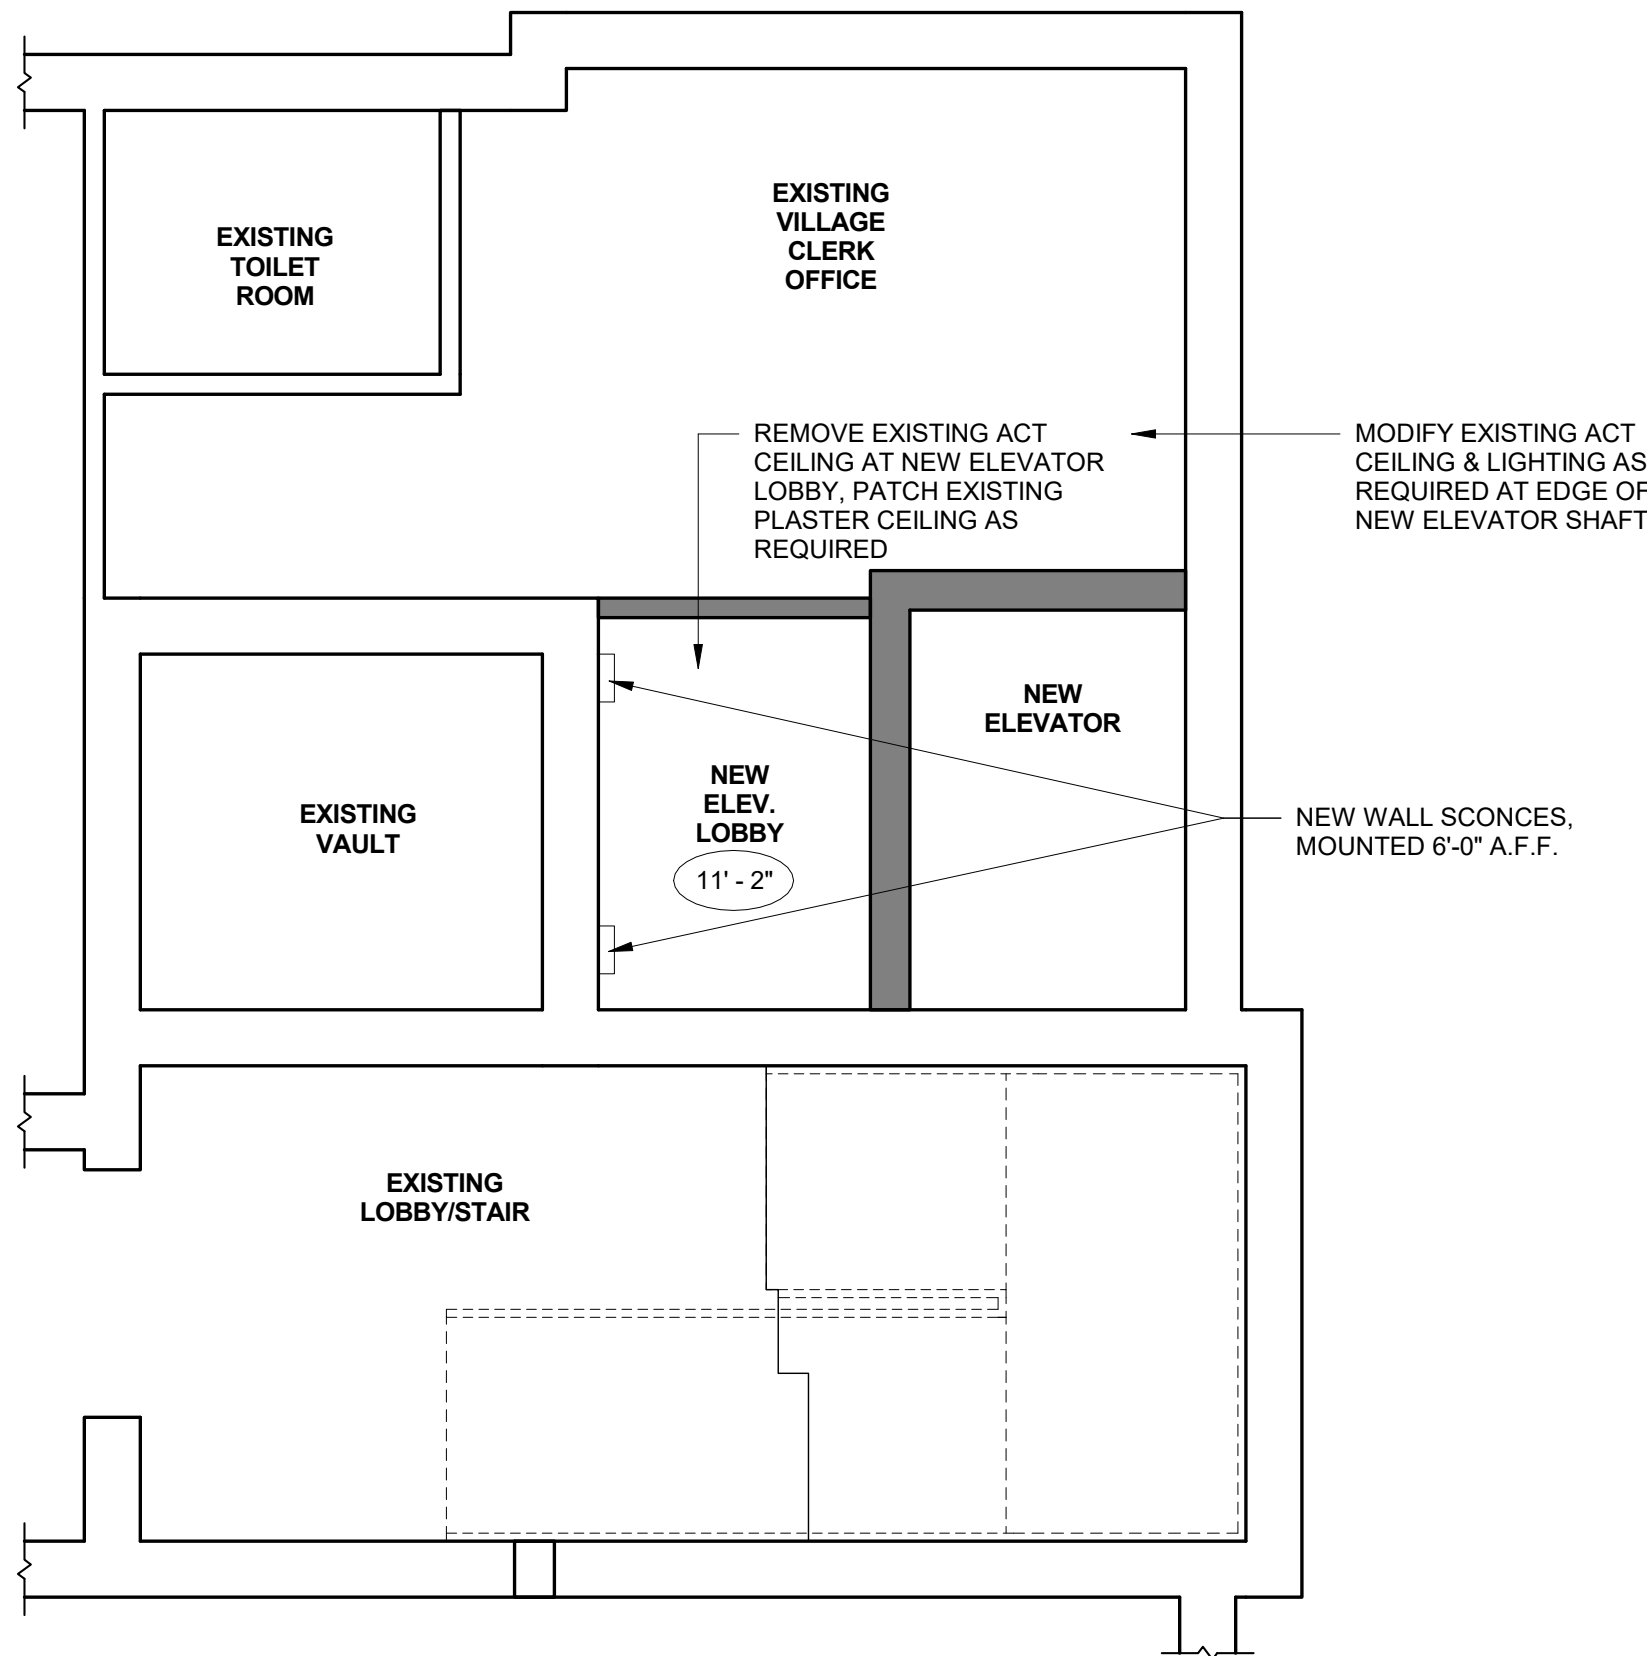 EXISTING
VILLAGE
CLERK
OFFICE
EXISTING
TOILET
ROOM
REMOVE EXISTING ACT
CEILING AT NEW ELEVATOR
LOBBY, PATCH EXISTING
PLASTER CEILING AS
REQUIRED
MODIFY EXISTING ACT
CEILING & LIGHTING AS
REQUIRED AT EDGE OF
NEW ELEVATOR SHAFT
NEW
ELEVATOR
NEW
ELEV.
LOBBY
11' - 2"
EXISTING
VAULT
NEW WALL SCONCES,
MOUNTED 6'-0" A.F.F.
EXISTING
LOBBY/STAIR